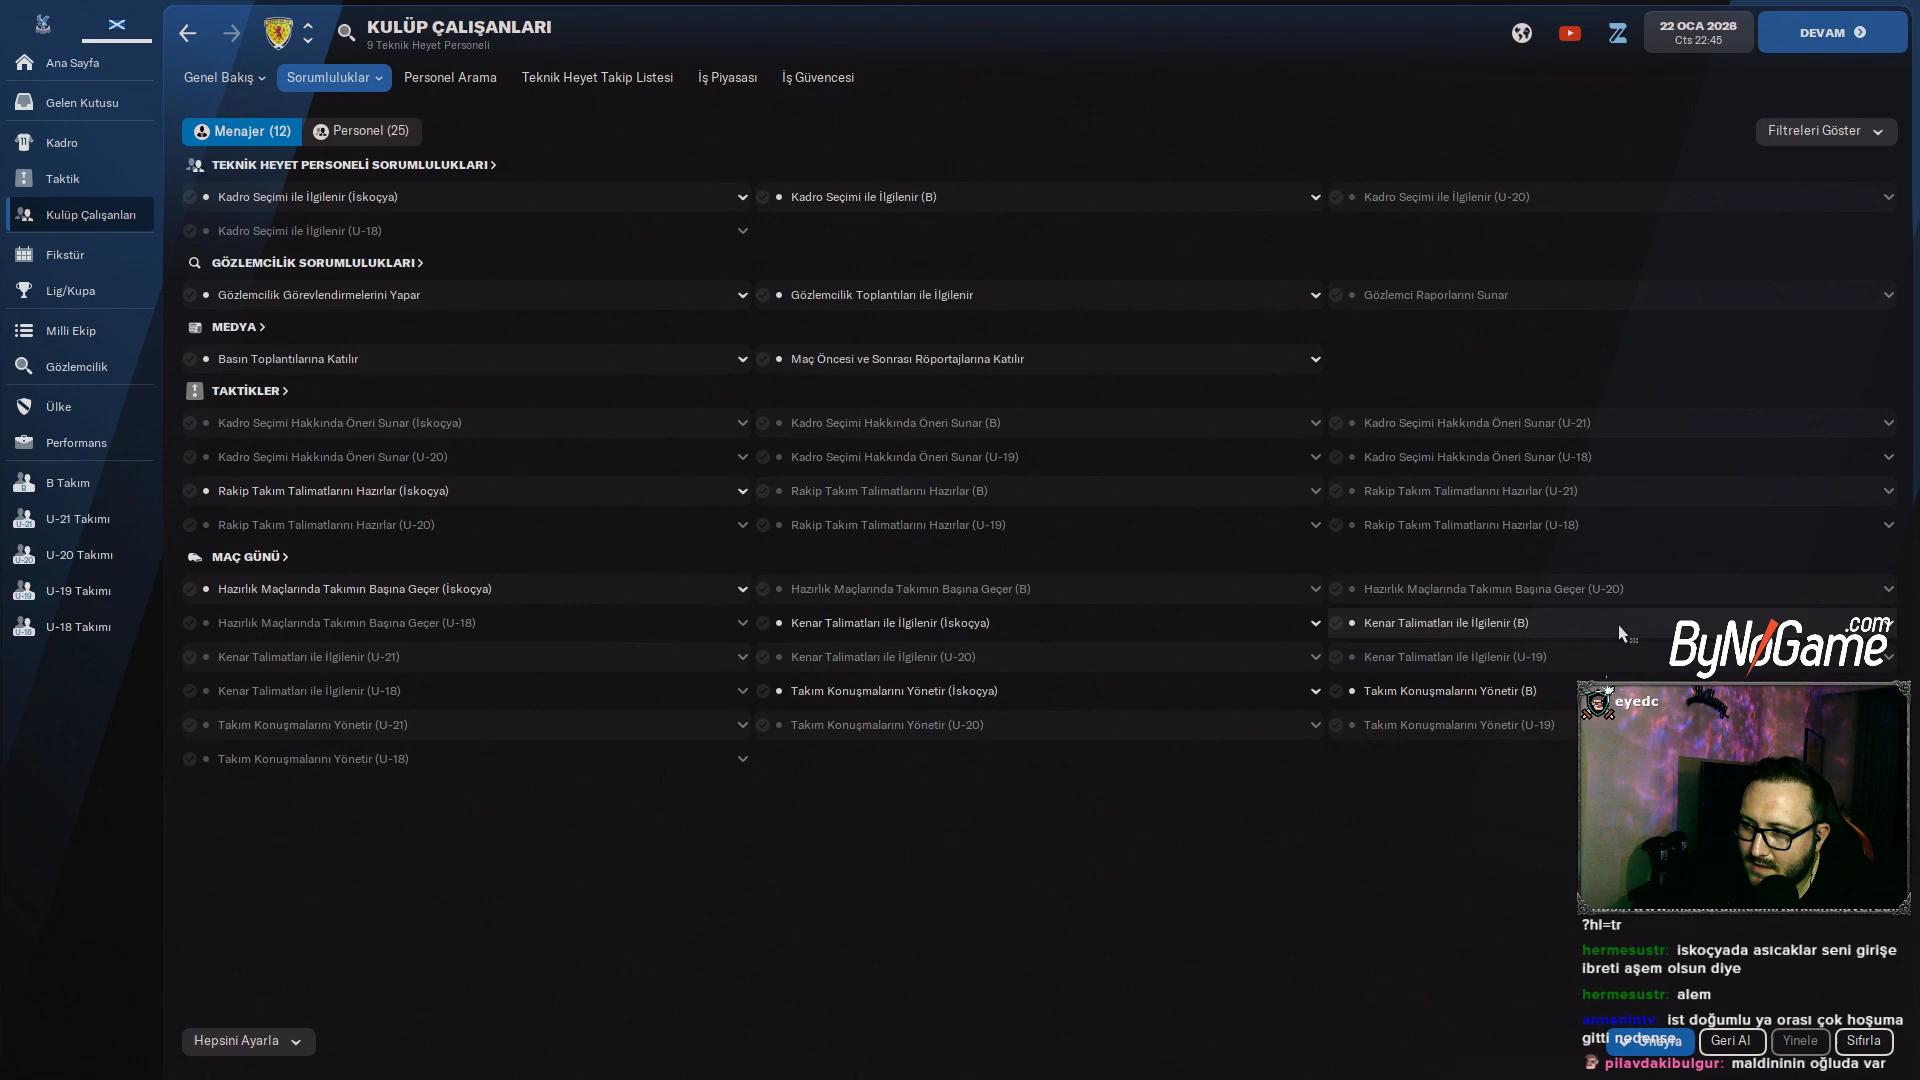 KULÜP ÇALIŞANLARI
9 Teknik Heyet Personeli
22 OCA 2028
Cts 22:45
DEVAM
Ana Sayfa
Gelen Kutusu
Kadro
Taktik
Kulüp Çalışanları
Fikstür
Lig/Kupa
Milli Ekip
Gözlemcilik
Ülke
Performans
B Takım
U-21 Takımı
U-20 Takımı
U-19 Takımı
U-18 Takımı
Genel Bakış
Sorumluluklar
Personel Arama
Teknik Heyet Takip Listesi
İş Piyasası
İş Güvencesi
Menajer (12)
Personel (25)
Filtreleri Göster
TEKNİK HEYET PERSONELİ SORUMLULUKLARI
Kadro Seçimi ile İlgilenir (İskoçya)
Kadro Seçimi ile İlgilenir (B)
Kadro Seçimi ile İlgilenir (U-20)
Kadro Seçimi ile İlgilenir (U-18)
GÖZLEMCİLİK SORUMLULUKLARI
Gözlemcilik Görevlendirmelerini Yapar
Gözlemcilik Toplantıları ile İlgilenir
Gözlemci Raporlarını Sunar
MEDYA
Basın Toplantılarına Katılır
Maç Öncesi ve Sonrası Röportajlarına Katılır
TAKTİKLER
Kadro Seçimi Hakkında Öneri Sunar (İskoçya)
Kadro Seçimi Hakkında Öneri Sunar (B)
Kadro Seçimi Hakkında Öneri Sunar (U-21)
Kadro Seçimi Hakkında Öneri Sunar (U-20)
Kadro Seçimi Hakkında Öneri Sunar (U-19)
Kadro Seçimi Hakkında Öneri Sunar (U-18)
Rakip Takım Talimatlarını Hazırlar (İskoçya)
Rakip Takım Talimatlarını Hazırlar (B)
Rakip Takım Talimatlarını Hazırlar (U-21)
Rakip Takım Talimatlarını Hazırlar (U-20)
Rakip Takım Talimatlarını Hazırlar (U-19)
Rakip Takım Talimatlarını Hazırlar (U-18)
MAÇ GÜNÜ
Hazırlık Maçlarında Takımın Başına Geçer (İskoçya)
Hazırlık Maçlarında Takımın Başına Geçer (B)
Hazırlık Maçlarında Takımın Başına Geçer (U-20)
Hazırlık Maçlarında Takımın Başına Geçer (U-18)
Kenar Talimatları ile İlgilenir (İskoçya)
Kenar Talimatları ile İlgilenir (B)
Kenar Talimatları ile İlgilenir (U-21)
Kenar Talimatları ile İlgilenir (U-20)
Kenar Talimatları ile İlgilenir (U-19)
Kenar Talimatları ile İlgilenir (U-18)
Takım Konuşmalarını Yönetir (İskoçya)
Takım Konuşmalarını Yönetir (B)
Takım Konuşmalarını Yönetir (U-21)
Takım Konuşmalarını Yönetir (U-20)
Takım Konuşmalarını Yönetir (U-19)
Takım Konuşmalarını Yönetir (U-18)
ByNoGame.com
eyedc
?hl=tr
hermesustr: iskoçyada asıcaklar seni girişe
ibreti aşem olsun diye
hermesustr: alem
ist doğumlu ya orası çok hoşuma
gitti nedense
pilavdakibulgur: maldininin oğluda var
Hepsini Ayarla
Onayla
Geri Al
Yinele
Sıfırla